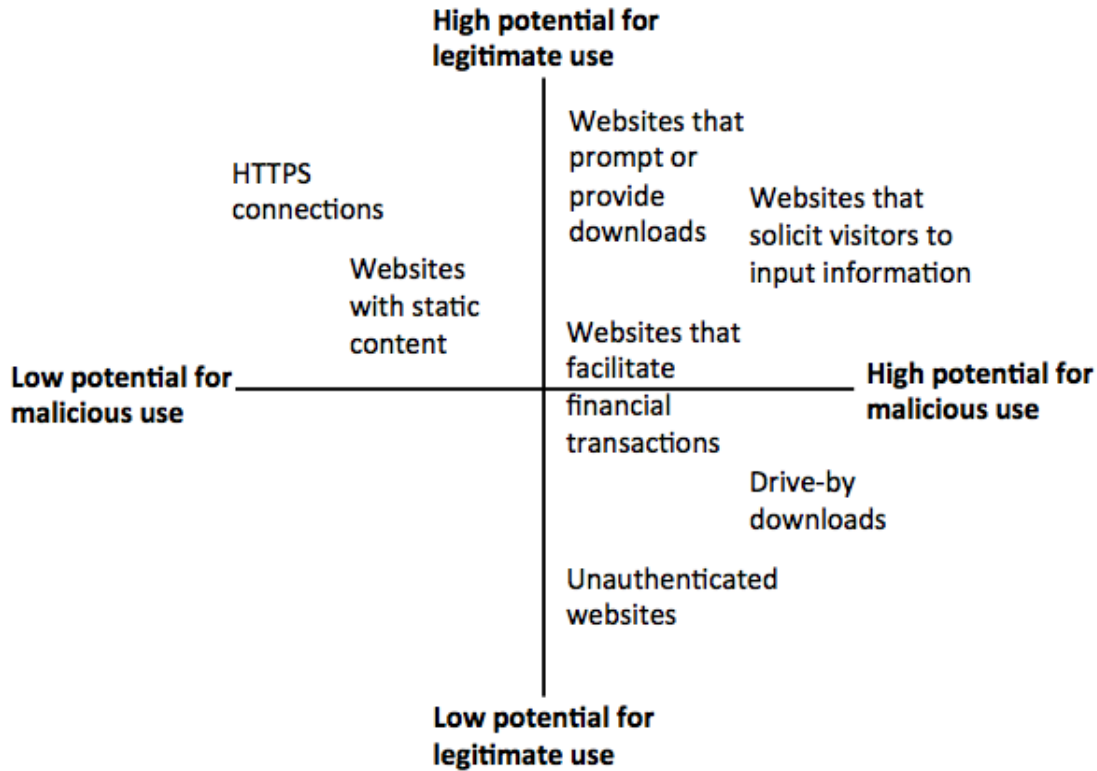 High potential for
legitimate use
Websites that
prompt or
provide
downloads
HTTPS
connections
Websites that
solicit visitors to
input information
Websites
with static
content
Websites that
facilitate
financial
transactions
Low potential for
malicious use
High potential for
malicious use
Drive-by
downloads
Unauthenticated
websites
Low potential for
legitimate use